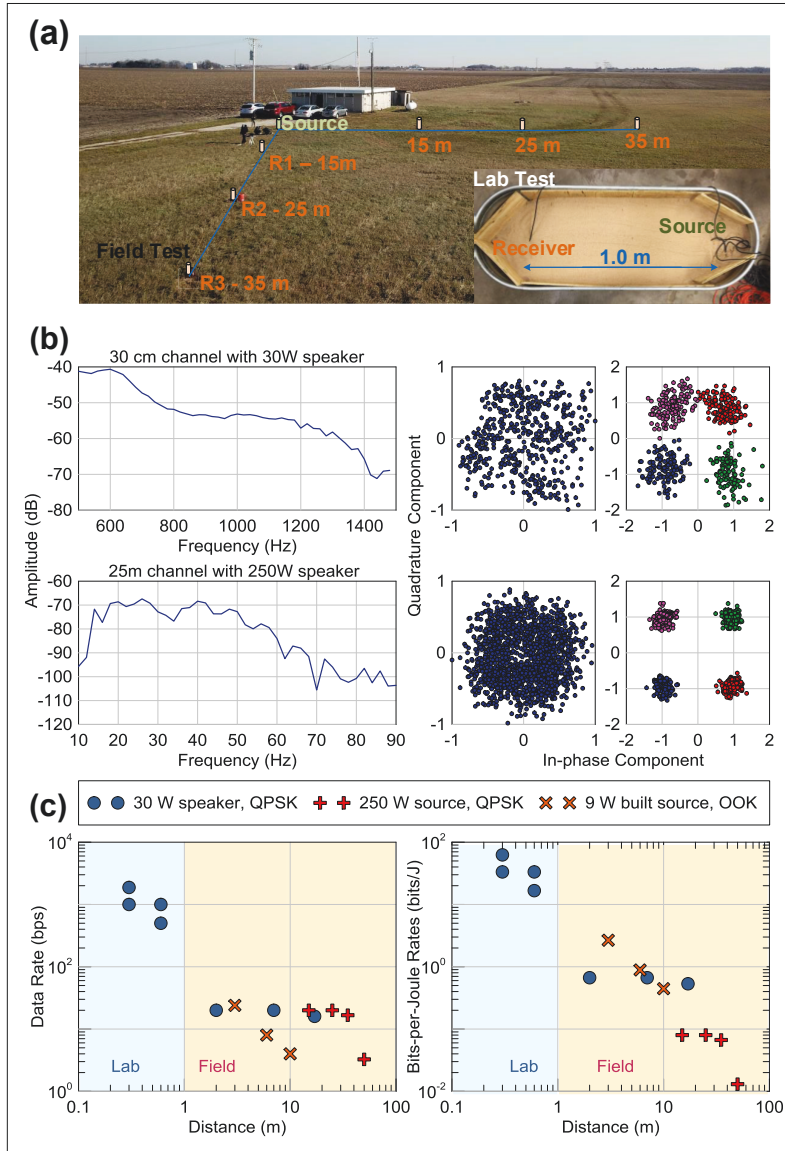 (a)
Source
15 m
25 m
35 m
R1 – 15m
R2 - 25 m
R3 - 35 m
Field Test
Lab Test
Source
Receiver
1.0 m
(b)
30 cm channel with 30W speaker
-40
-50
-60
-70
-80
600
800
1000
1200
1400
Frequency (Hz)
Amplitude (dB)
25m channel with 250W speaker
-60
-70
-80
-90
-100
-110
-120
10
20
30
40
50
60
70
80
90
Frequency (Hz)
Quadrature Component
1
0
-1
-1
0
1
2
1
0
-1
-2
-2
-1
0
1
2
1
0
-1
-1
0
1
2
1
0
-1
-2
-2
-1
0
1
2
In-phase Component
(c)
30 W speaker, QPSK
250 W source, QPSK
9 W built source, OOK
Data Rate (bps)
10^4
10^2
10^0
Lab
Field
0.1
1
10
100
Distance (m)
Bits-per-Joule Rates (bits/J)
10^2
10^0
10^-2
Lab
Field
0.1
1
10
100
Distance (m)